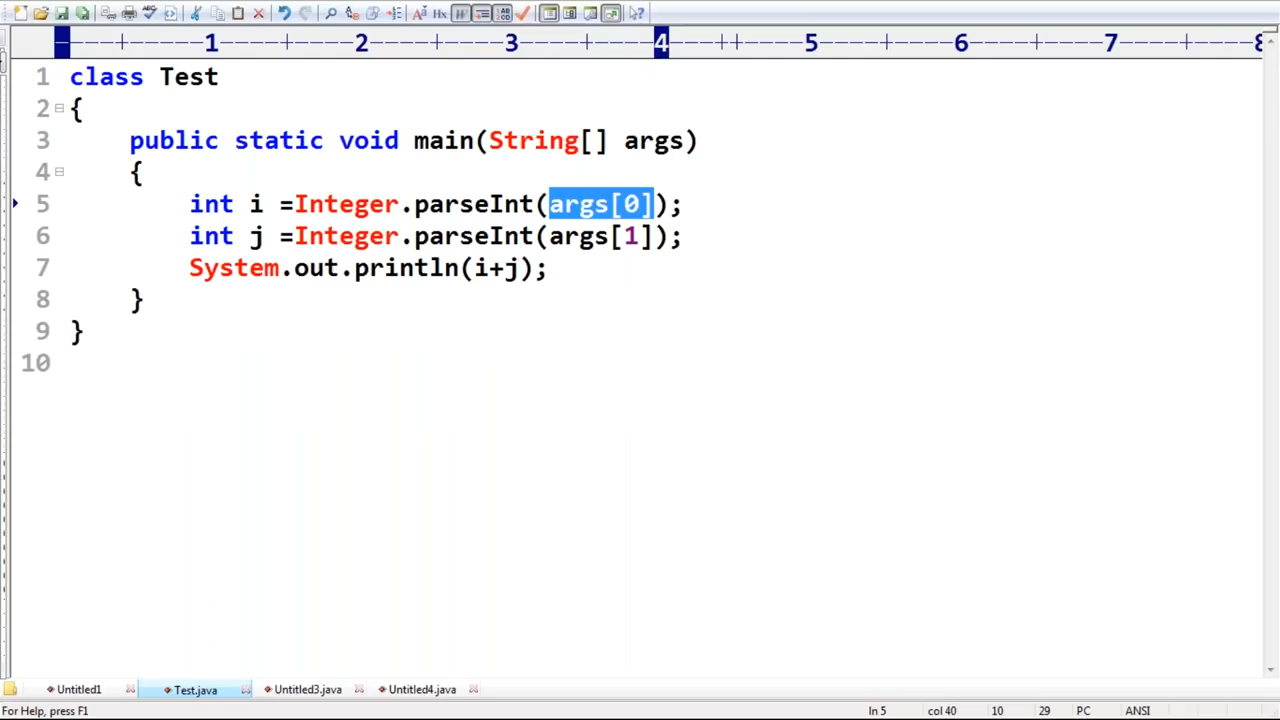 1 2 3 4 5 6 7 8
1 class Test
2 {
3 public static void main(String[] args)
4 {
5 int i =Integer.parseInt(args[0]);
6 int j =Integer.parseInt(args[1]);
7 System.out.println(i+j);
8 }
9 }
10
Untitled1 Test.java Untitled3.java Untitled4.java
For Help, press F1 ln 5 col 40 10 29 PC ANSI